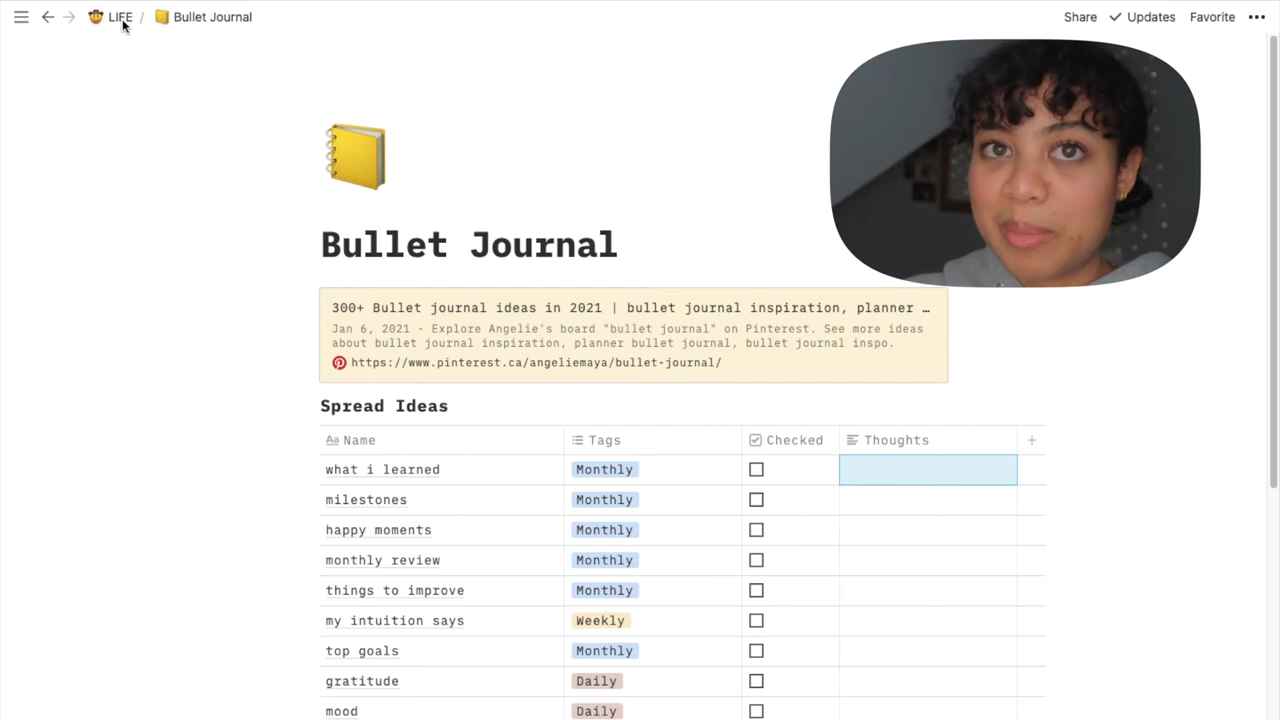 LIFE / Bullet Journal
Share Updates Favorite
Bullet Journal
300+ Bullet journal ideas in 2021 | bullet journal inspiration, planner …
Jan 6, 2021 - Explore Angelie's board "bullet journal" on Pinterest. See more ideas
about bullet journal inspiration, planner bullet journal, bullet journal inspo.
https://www.pinterest.ca/angeliemaya/bullet-journal/
Spread Ideas
Aa Name Tags Checked Thoughts +
what i learned Monthly
milestones Monthly
happy moments Monthly
monthly review Monthly
things to improve Monthly
my intuition says Weekly
top goals Monthly
gratitude Daily
mood Daily